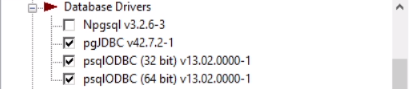 Database Drivers
Npgsql v3.2.6-3
pgJDBC v42.7.2-1
psqlODBC (32 bit) v13.02.0000-1
psqlODBC (64 bit) v13.02.0000-1